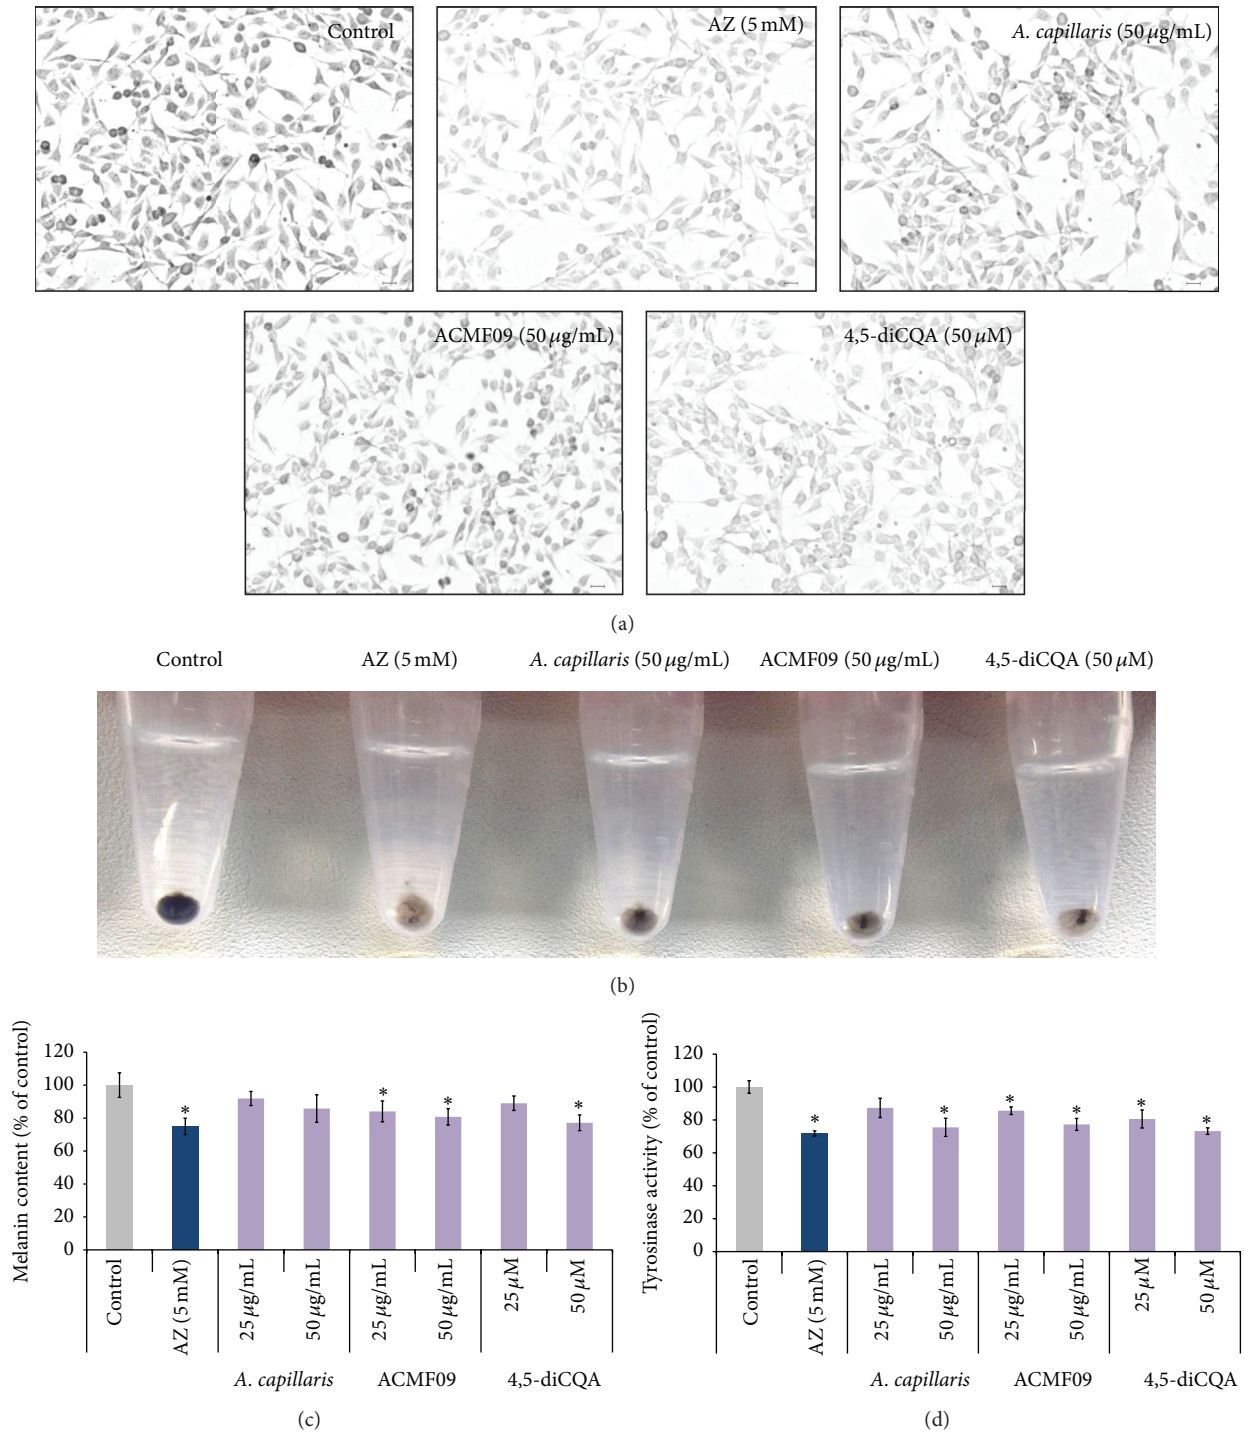 Control
AZ (5 mM)
A. capillaris (50 μg/mL)
ACMF09 (50 μg/mL)
4,5-diCQA (50 μM)
(a)
Control
AZ (5 mM)
A. capillaris (50 μg/mL)
ACMF09 (50 μg/mL)
4,5-diCQA (50 μM)
(b)
Melanin content (% of control)
120
100
80
60
40
20
0
*
*
*
*
Control
AZ (5 mM)
25 μg/mL
50 μg/mL
25 μg/mL
50 μg/mL
25 μM
50 μM
A. capillaris
ACMF09
4,5-diCQA
(c)
Tyrosinase activity (% of control)
120
100
80
60
40
20
0
*
*
*
*
*
*
Control
AZ (5 mM)
25 μg/mL
50 μg/mL
25 μg/mL
50 μg/mL
25 μM
50 μM
A. capillaris
ACMF09
4,5-diCQA
(d)